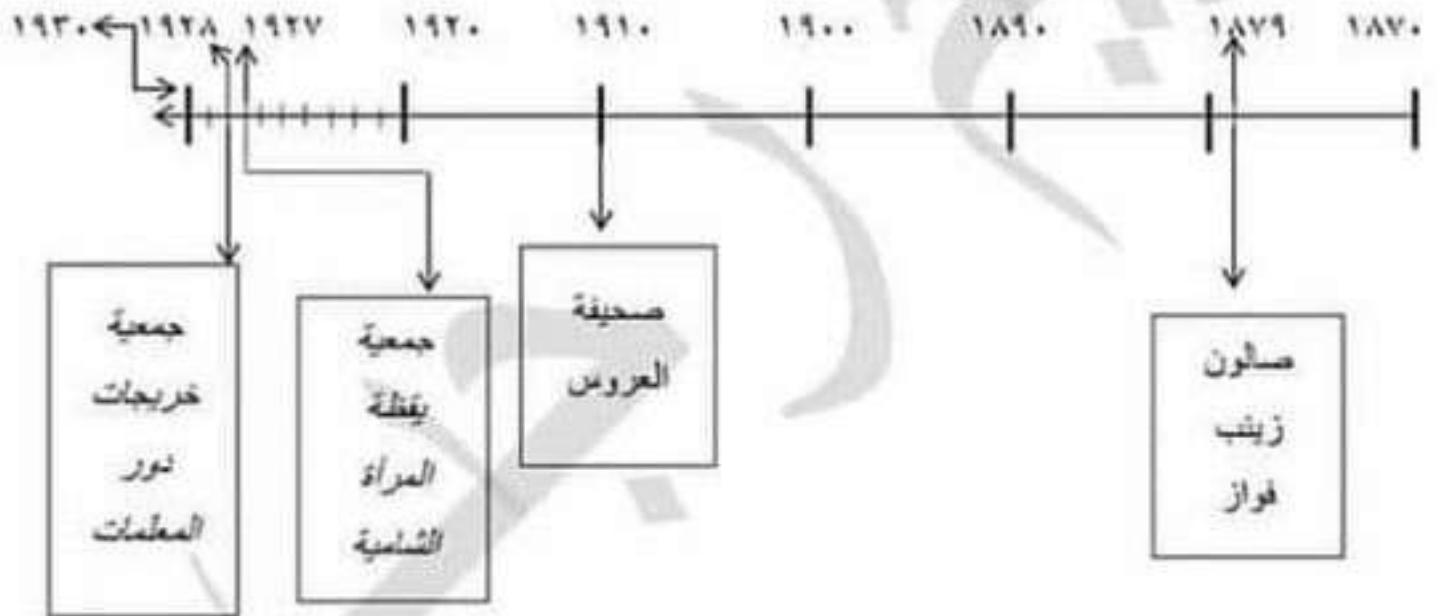 ١٨٧٠ ١٨٧٩ ١٨٩٠ ١٩٠٠ ١٩١٠ ١٩٢٠ ١٩٢٧ ١٩٢٨ ١٩٣٠
صالون
زينب
فواز
صحيفة
العروس
جمعية
يقظة
المرأة
الشامية
جمعية
خريجات
دور
المعلمات